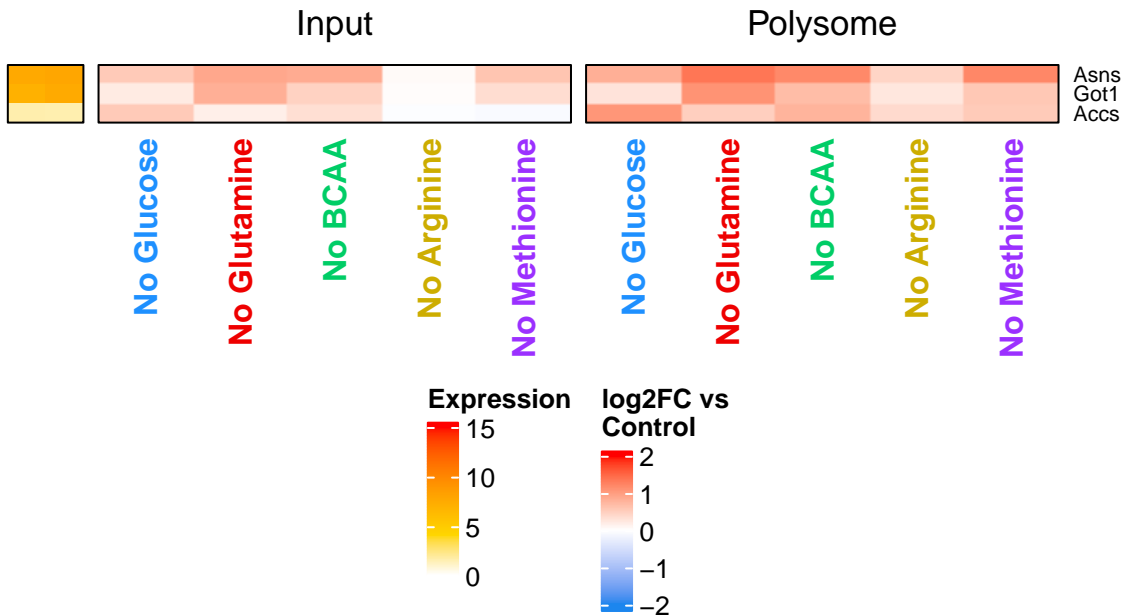 Input
Polysome
Asns
Got1
Accs
No Glucose
No Glutamine
No BCAA
No Arginine
No Methionine
No Glucose
No Glutamine
No BCAA
No Arginine
No Methionine
Expression
15
10
5
0
log2FC vs
Control
2
1
0
−1
−2